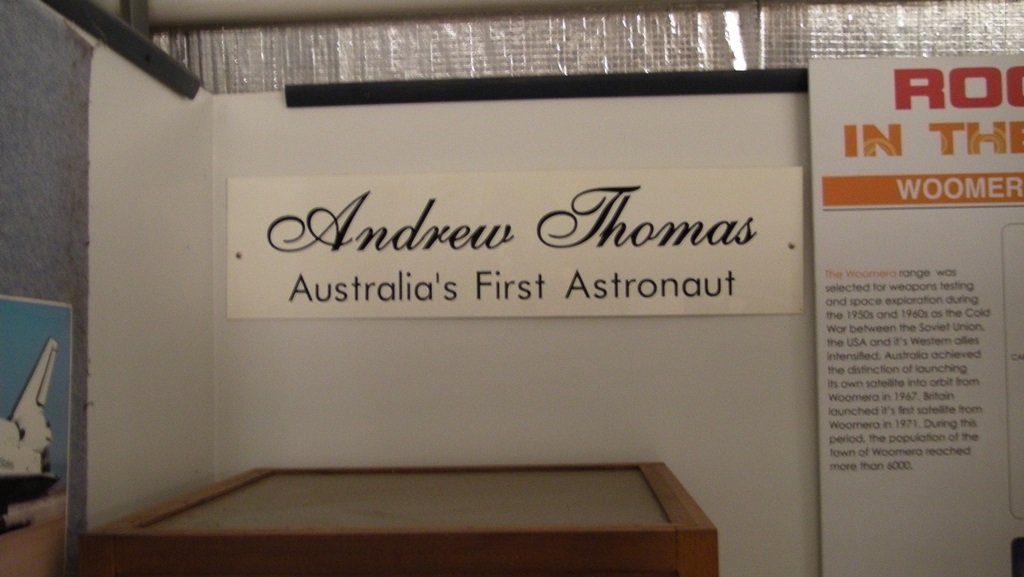 Andrew Thomas
Australia's First Astronaut
IN
WOOMER
The Woomera range was
selected for weapons testing
and space exploration during
the 1950s and 1960s as the Cold
War between the Soviet Union,
the USA and it's Western allies
intensified. Australia achieved
the distinction of launching
its own satellite into orbit from
Woomera in 1967. Britain
launched it's first satellite from
Woomera in 1971. During this
period, the population of the
town of Woomera reached
more than 6000.